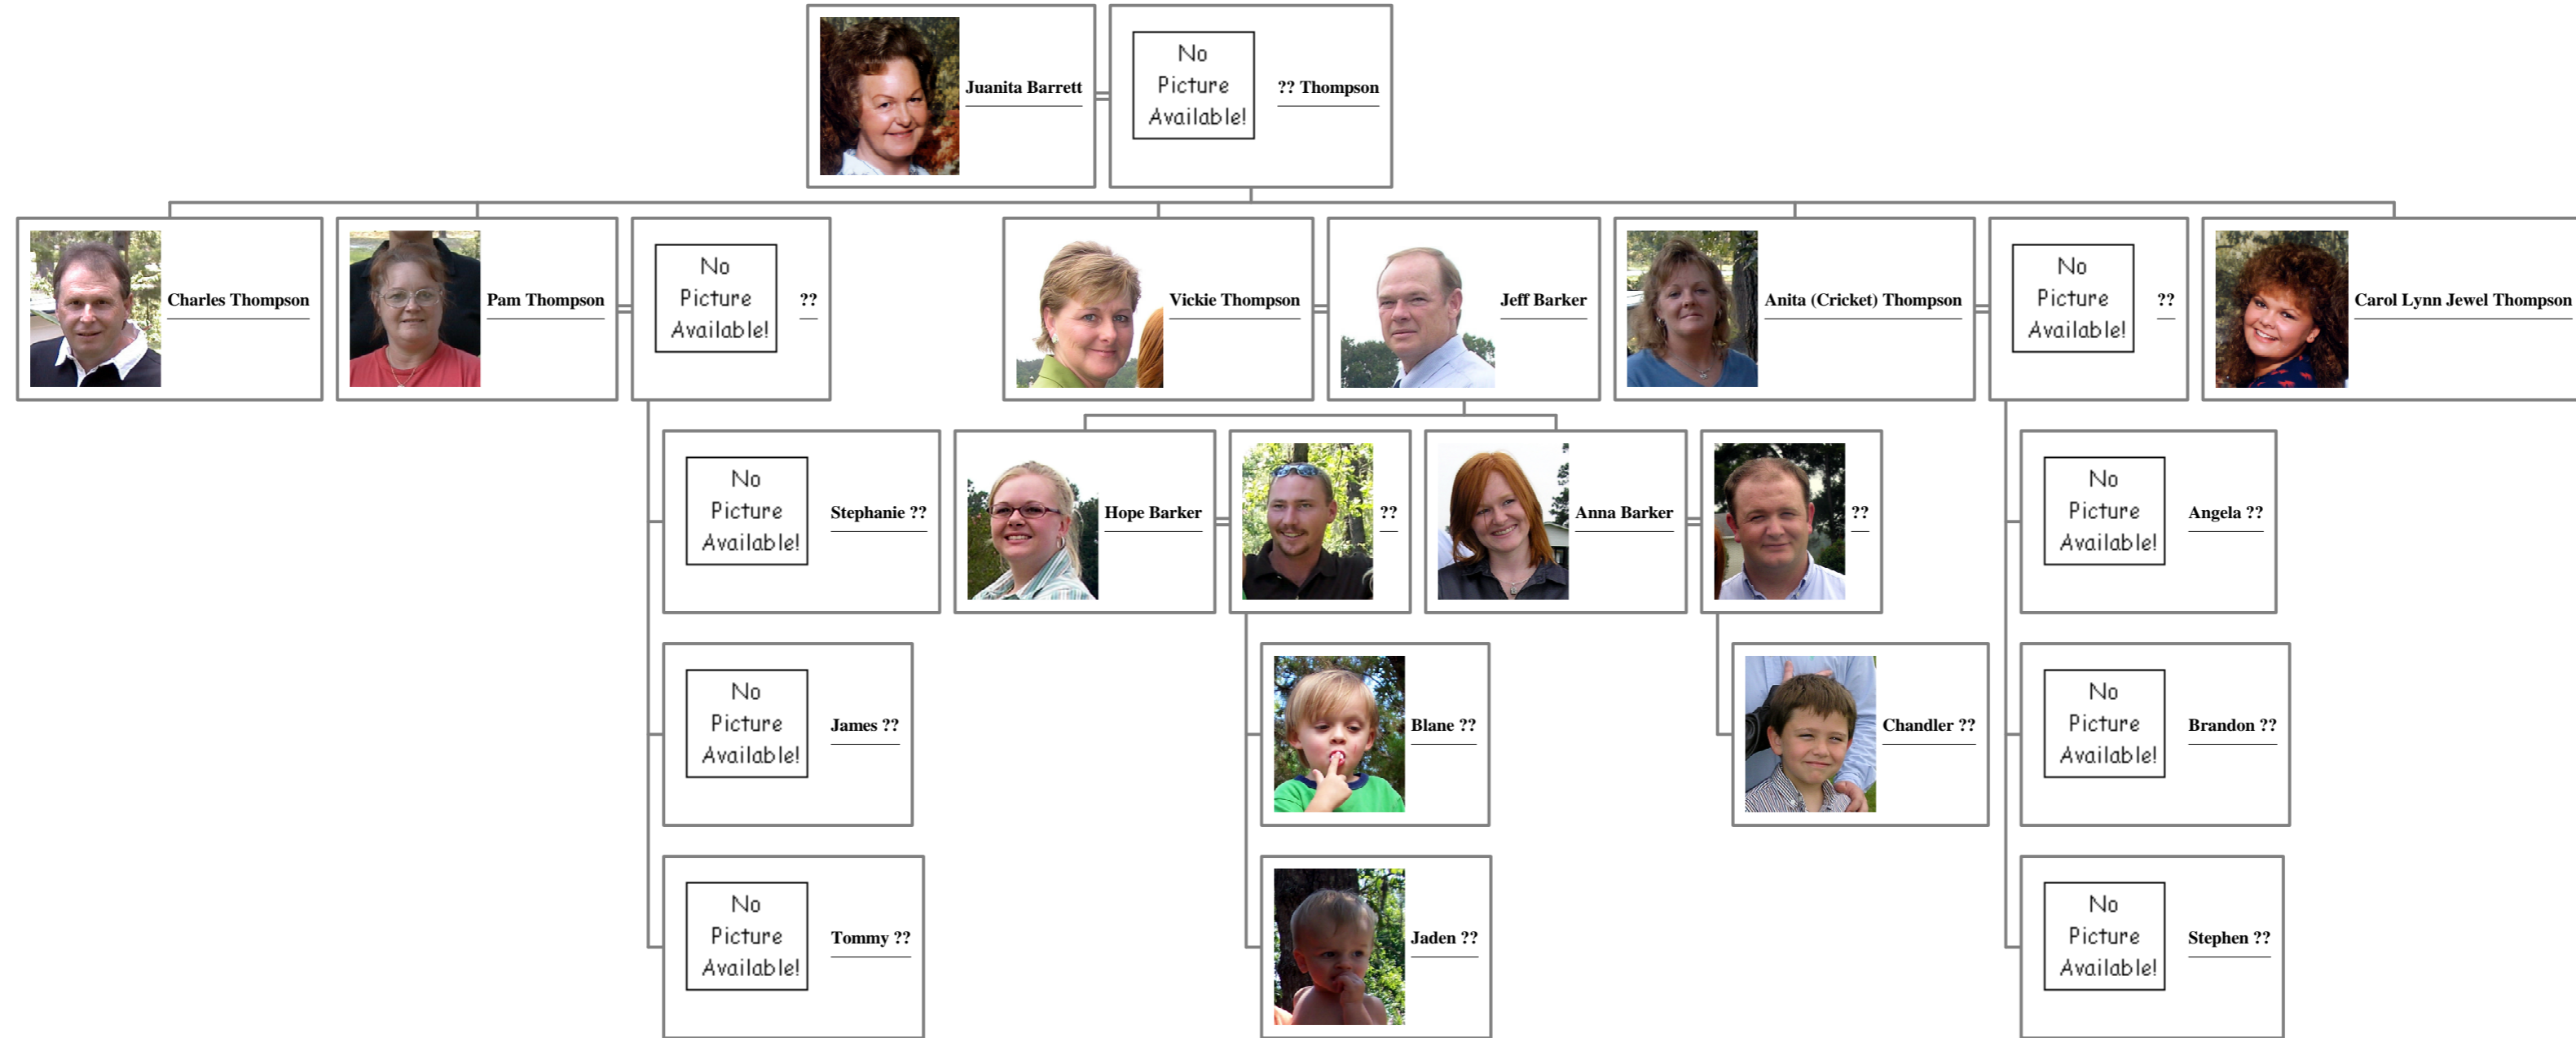 Juanita Barrett
No
Picture
Available!
?? Thompson
Charles Thompson
Pam Thompson
No
Picture
Available!
??
Vickie Thompson
Jeff Barker
Anita (Cricket) Thompson
No
Picture
Available!
??
Carol Lynn Jewel Thompson
No
Picture
Available!
Stephanie ??
Hope Barker
??
Anna Barker
??
No
Picture
Available!
Angela ??
No
Picture
Available!
James ??
Blane ??
Chandler ??
No
Picture
Available!
Brandon ??
No
Picture
Available!
Tommy ??
Jaden ??
No
Picture
Available!
Stephen ??